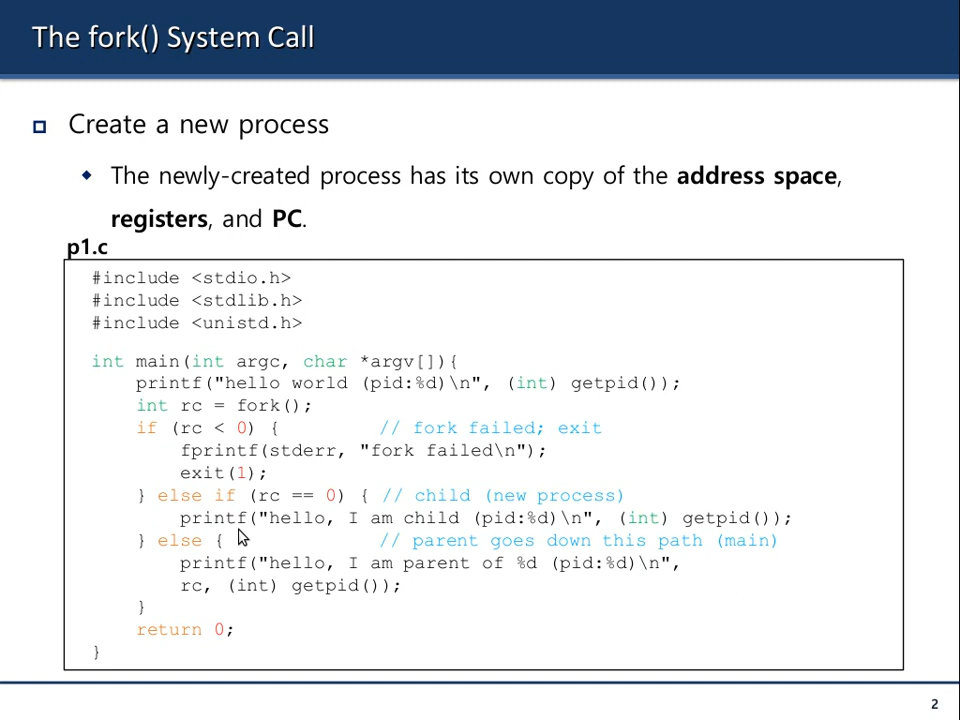 The fork() System Call
Create a new process
The newly-created process has its own copy of the address space,
registers, and PC.
p1.c
#include <stdio.h>
#include <stdlib.h>
#include <unistd.h>
int main(int argc, char *argv[]){
    printf("hello world (pid:%d)\n", (int) getpid());
    int rc = fork();
    if (rc < 0) {         // fork failed; exit
        fprintf(stderr, "fork failed\n");
        exit(1);
    } else if (rc == 0) { // child (new process)
        printf("hello, I am child (pid:%d)\n", (int) getpid());
    } else {              // parent goes down this path (main)
        printf("hello, I am parent of %d (pid:%d)\n",
        rc, (int) getpid());
    }
    return 0;
}
2